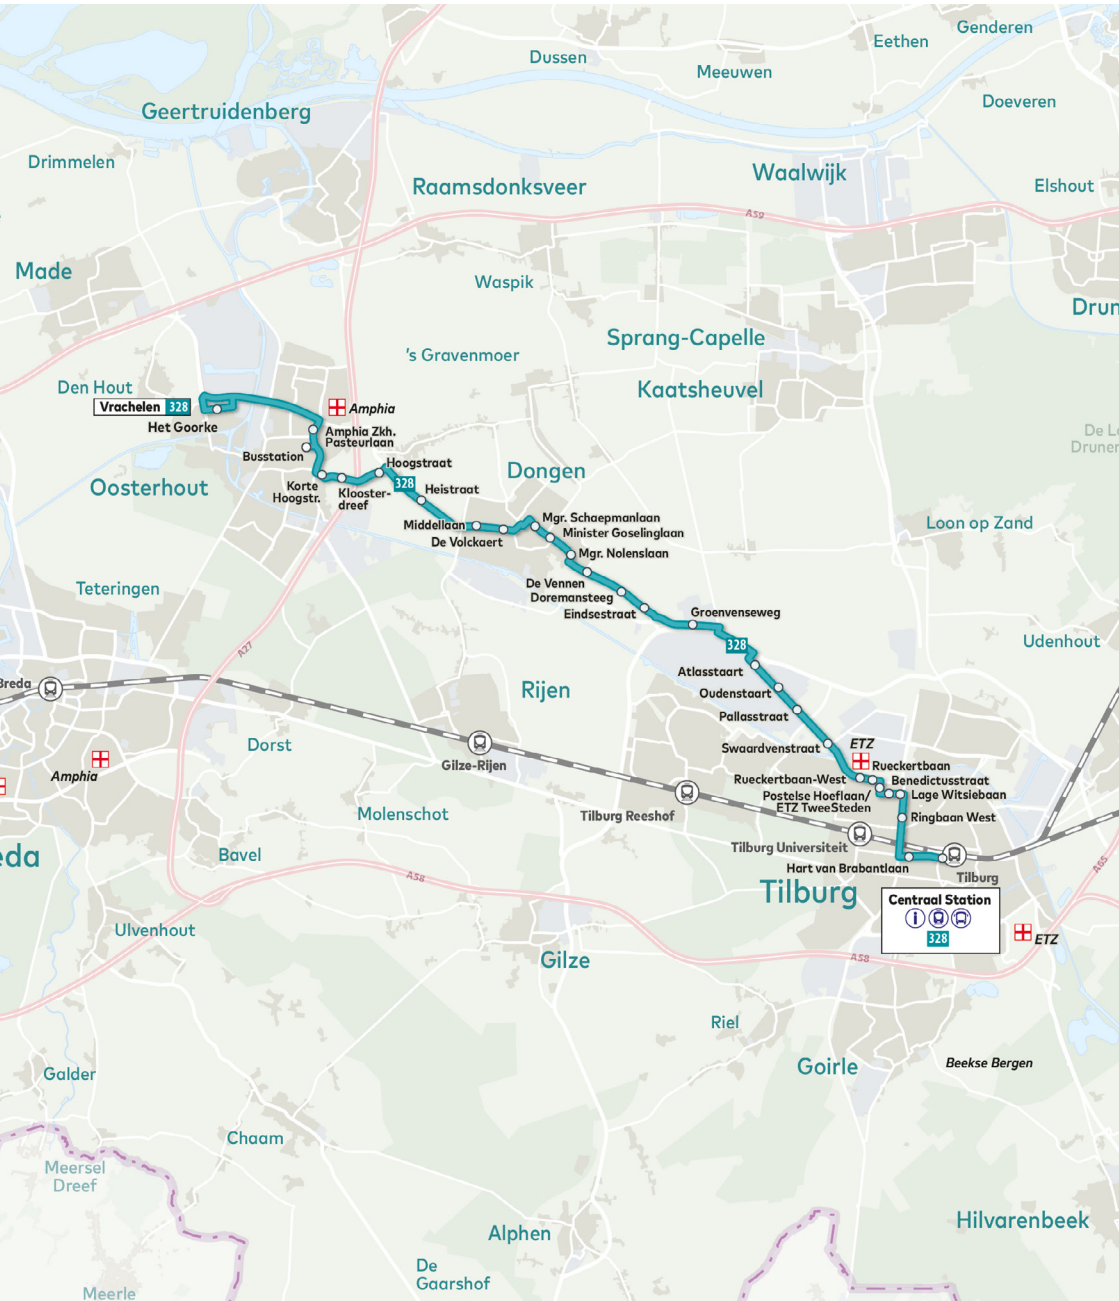 Genderen
Eethen
Dussen
Meeuwen
Doeveren
Geertruidenberg
Drimmelen
Waalwijk
Raamsdonksveer
Elshout
A59
Made
Waspik
Sprang-Capelle
's Gravenmoer
Kaatsheuvel
Den Hout
Vrachelen 328
Amphia
Het Goorke
Amphia Zkh.
Pasteurlaan
Busstation
Hoogstraat
Dongen
Oosterhout
Korte
Hoogstr.
Klooster-
dreef
328
Heistraat
Middellaan
Mgr. Schaepmanlaan
Minister Goselinglaan
De Volckaert
Mgr. Nolenslaan
Loon op Zand
De Vennen
Doremansteeg
Eindsestraat
Groenvenseweg
Teteringen
328
Udenhout
A27
Atlasstaart
Breda
Rijen
Oudenstaart
Pallasstraat
Dorst
Swaardvenstraat
ETZ
Gilze-Rijen
Rueckertbaan
Amphia
Rueckertbaan-West
Benedictusstraat
Postelse Hoeflaan/
ETZ TweeSteden
Lage Witsiebaan
Molenschot
Tilburg Reeshof
Ringbaan West
Tilburg Universiteit
eda
Bavel
Hart van Brabantlaan
A65
A58
Tilburg
Tilburg
Centraal Station
i
328
Ulvenhout
ETZ
Gilze
A58
Riel
Goirle
Beekse Bergen
Galder
Chaam
Meersel
Dreef
Hilvarenbeek
Alphen
De
Gaarshof
Meerle